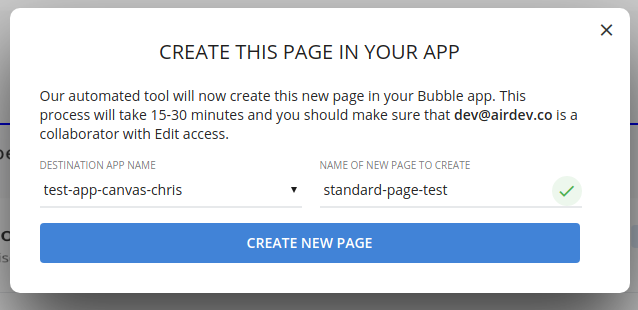 CREATE THIS PAGE IN YOUR APP
Our automated tool will now create this new page in your Bubble app. This
process will take 15-30 minutes and you should make sure that dev@airdev.co is a
collaborator with Edit access.
DESTINATION APP NAME
test-app-canvas-chris
NAME OF NEW PAGE TO CREATE
standard-page-test
CREATE NEW PAGE